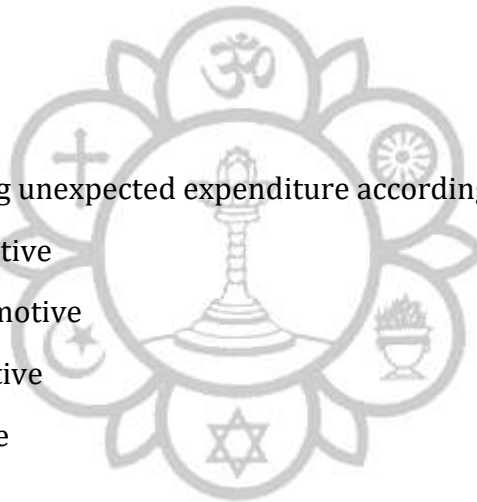 ॐ
g unexpected expenditure according
tive
motive
tive
e